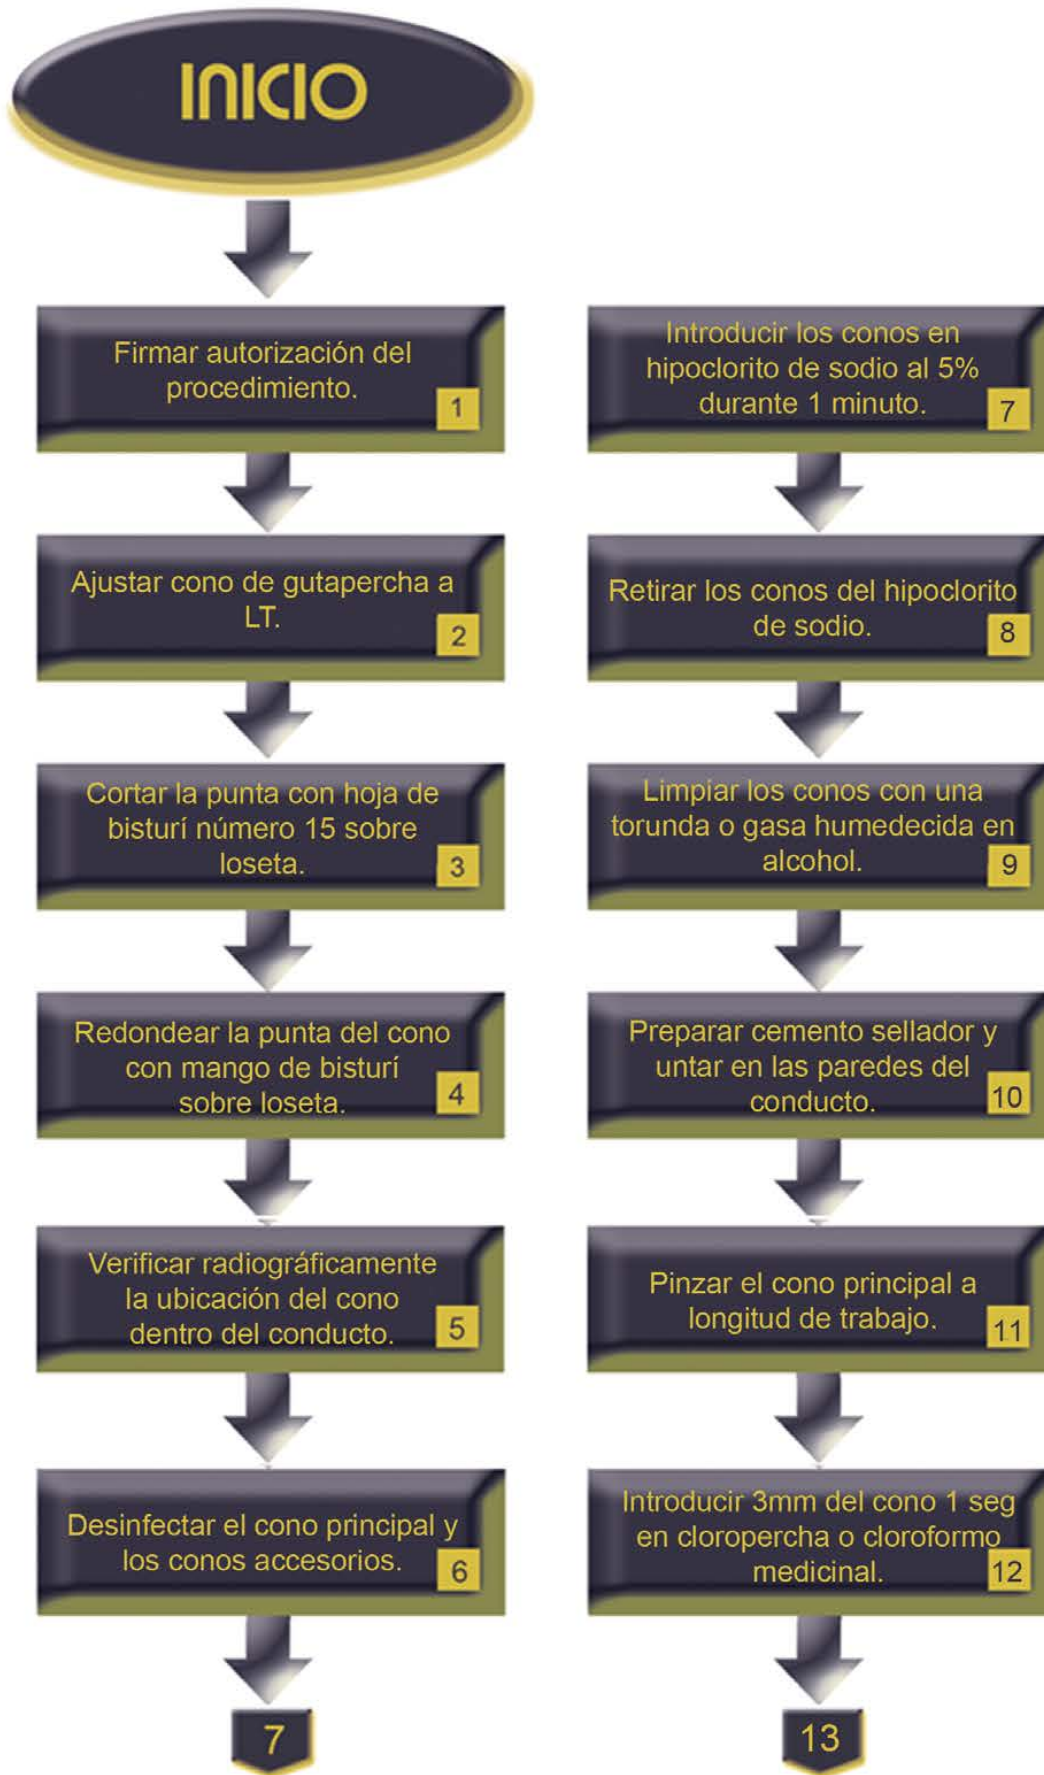 INICIO
Firmar autorización del
procedimiento.
1
Ajustar cono de gutapercha a
LT.
2
Cortar la punta con hoja de
bisturí número 15 sobre
loseta.
3
Redondear la punta del cono
con mango de bisturí
sobre loseta.
4
Verificar radiográficamente
la ubicación del cono
dentro del conducto.
5
Desinfectar el cono principal y
los conos accesorios.
6
7
Introducir los conos en
hipoclorito de sodio al 5%
durante 1 minuto.
7
Retirar los conos del hipoclorito
de sodio.
8
Limpiar los conos con una
torunda o gasa humedecida en
alcohol.
9
Preparar cemento sellador y
untar en las paredes del
conducto.
10
Pinzar el cono principal a
longitud de trabajo.
11
Introducir 3mm del cono 1 seg
en cloropercha o cloroformo
medicinal.
12
13